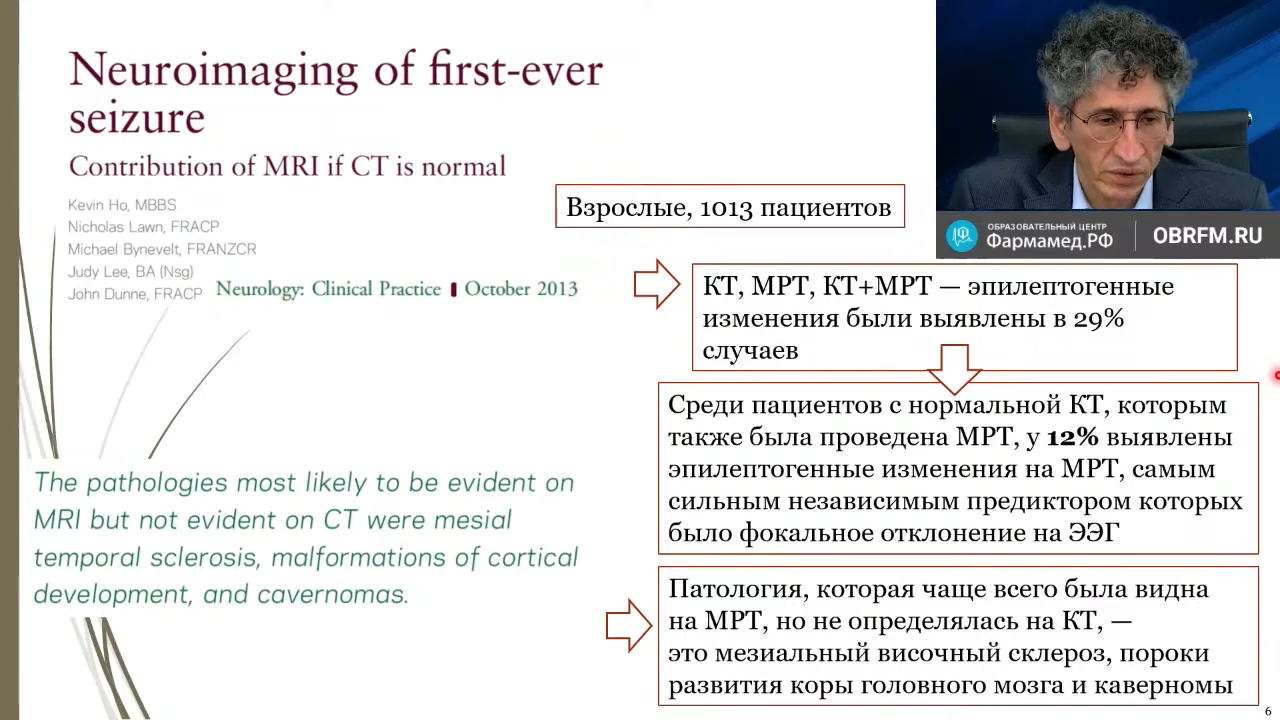 Neuroimaging of first-ever
seizure
Contribution of MRI if CT is normal
Kevin Ho, MBBS
Nicholas Lawn, FRACP
Michael Bynevelt, FRANZCR
Judy Lee, BA (Nsg)
John Dunne, FRACP
Neurology: Clinical Practice ▮ October 2013
The pathologies most likely to be evident on
MRI but not evident on CT were mesial
temporal sclerosis, malformations of cortical
development, and cavernomas.
ОБРАЗОВАТЕЛЬНЫЙ ЦЕНТР
Фармамед.РФ
OBRFM.RU
Взрослые, 1013 пациентов
КТ, МРТ, КТ+МРТ — эпилептогенные
изменения были выявлены в 29%
случаев
Среди пациентов с нормальной КТ, которым
также была проведена МРТ, у 12% выявлены
эпилептогенные изменения на МРТ, самым
сильным независимым предиктором которых
было фокальное отклонение на ЭЭГ
Патология, которая чаще всего была видна
на МРТ, но не определялась на КТ, —
это мезиальный височный склероз, пороки
развития коры головного мозга и каверномы
6